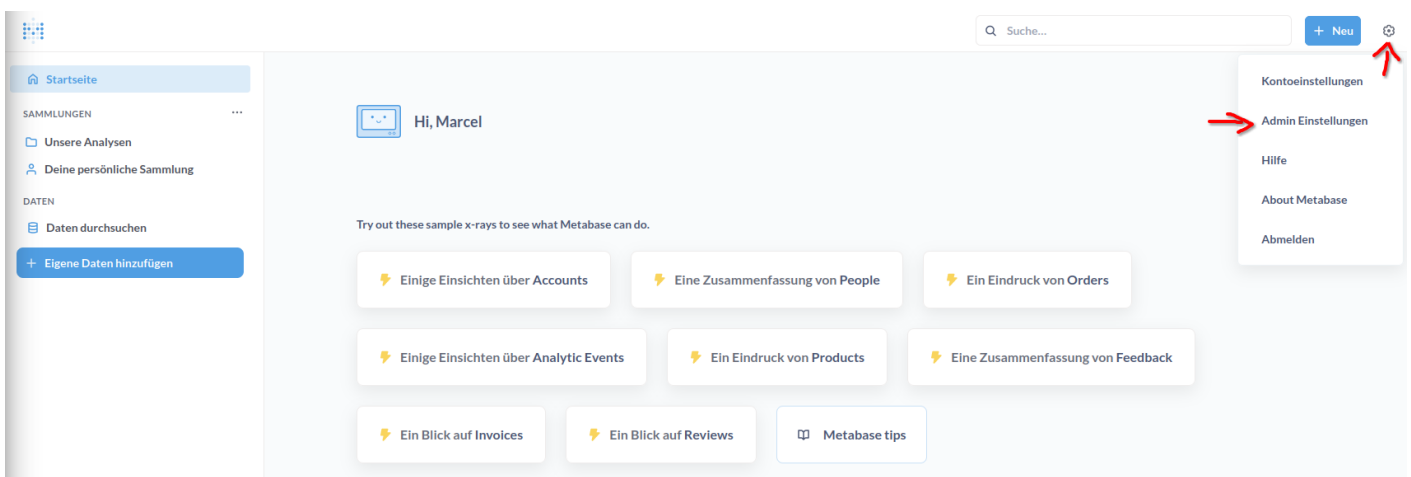 Suche...
+ Neu
Startseite
SAMMLUNGEN ...
Unsere Analysen
Deine persönliche Sammlung
DATEN
Daten durchsuchen
+ Eigene Daten hinzufügen
Hi, Marcel
Try out these sample x-rays to see what Metabase can do.
Einige Einsichten über Accounts
Eine Zusammenfassung von People
Ein Eindruck von Orders
Einige Einsichten über Analytic Events
Ein Eindruck von Products
Eine Zusammenfassung von Feedback
Ein Blick auf Invoices
Ein Blick auf Reviews
Metabase tips
Kontoeinstellungen
Admin Einstellungen
Hilfe
About Metabase
Abmelden